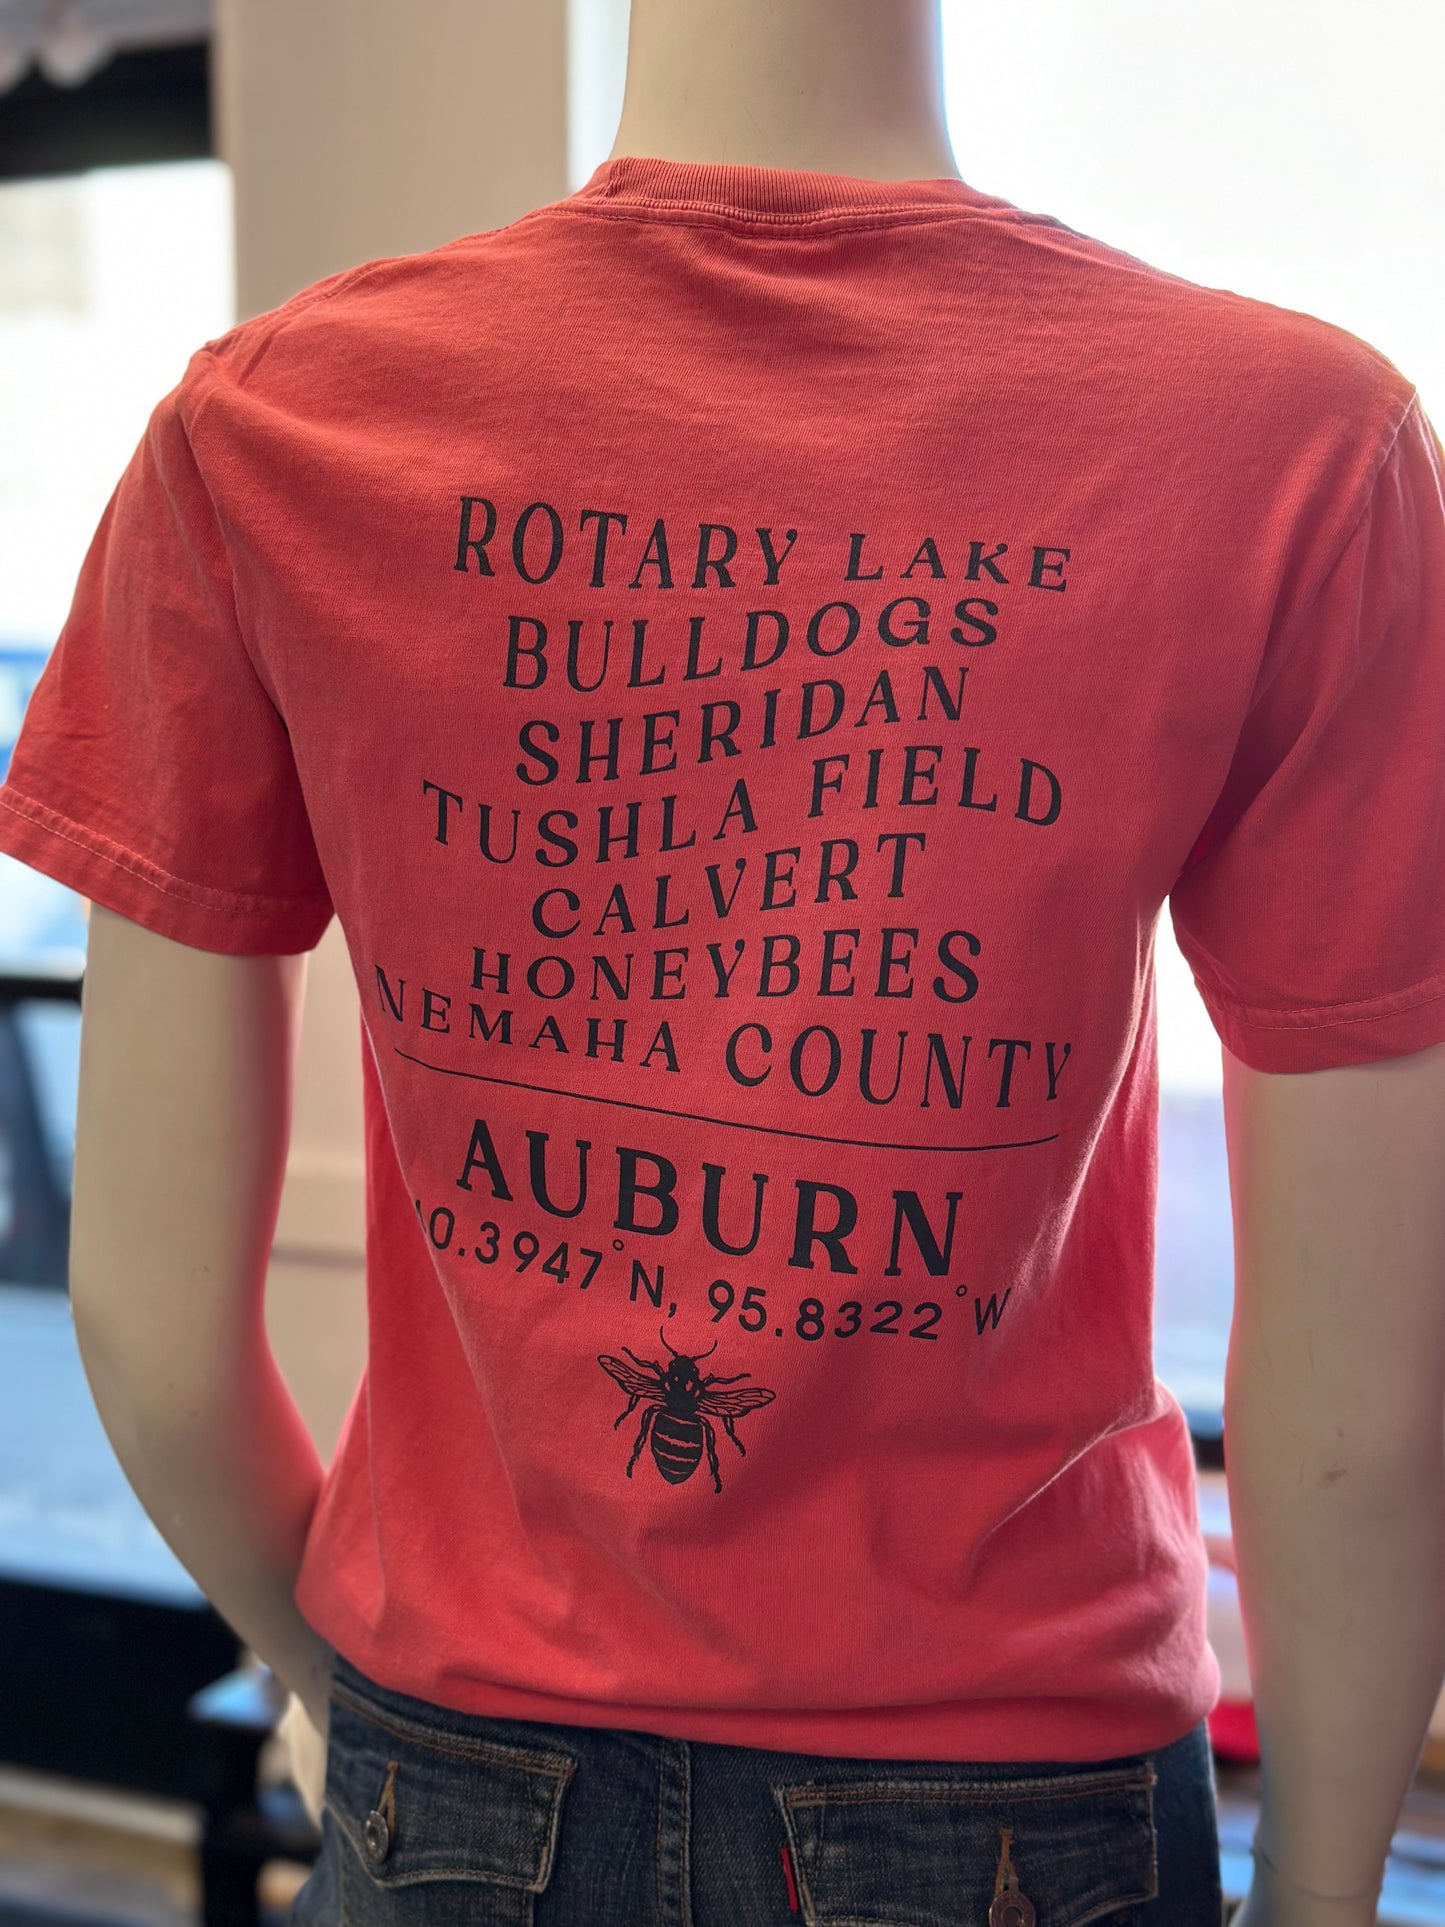 ROTARY LAKE
BULLDOGS
SHERIDAN
TUSHLA FIELD
CALVERT
HONEYBEES
NEMAHA COUNTY
AUBURN
40.3947°N, 95.8322°W